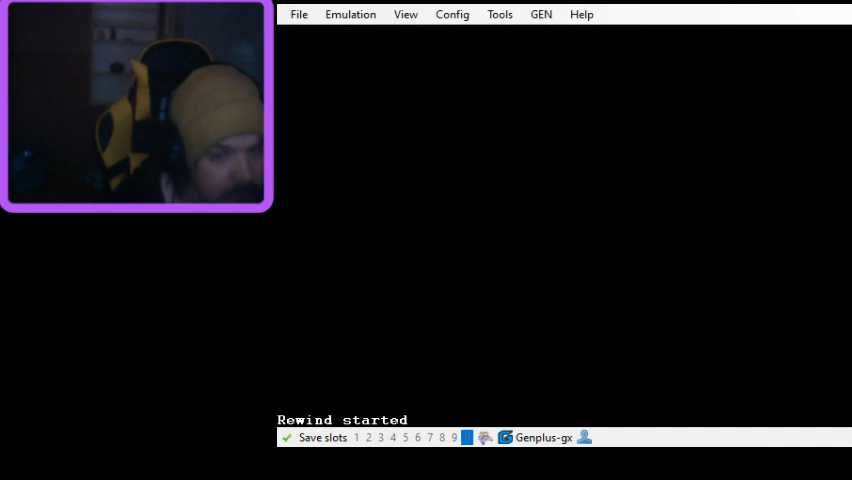 File Emulation View Config Tools GEN Help
Rewind started
Save slots 1 2 3 4 5 6 7 8 9 0 Genplus-gx